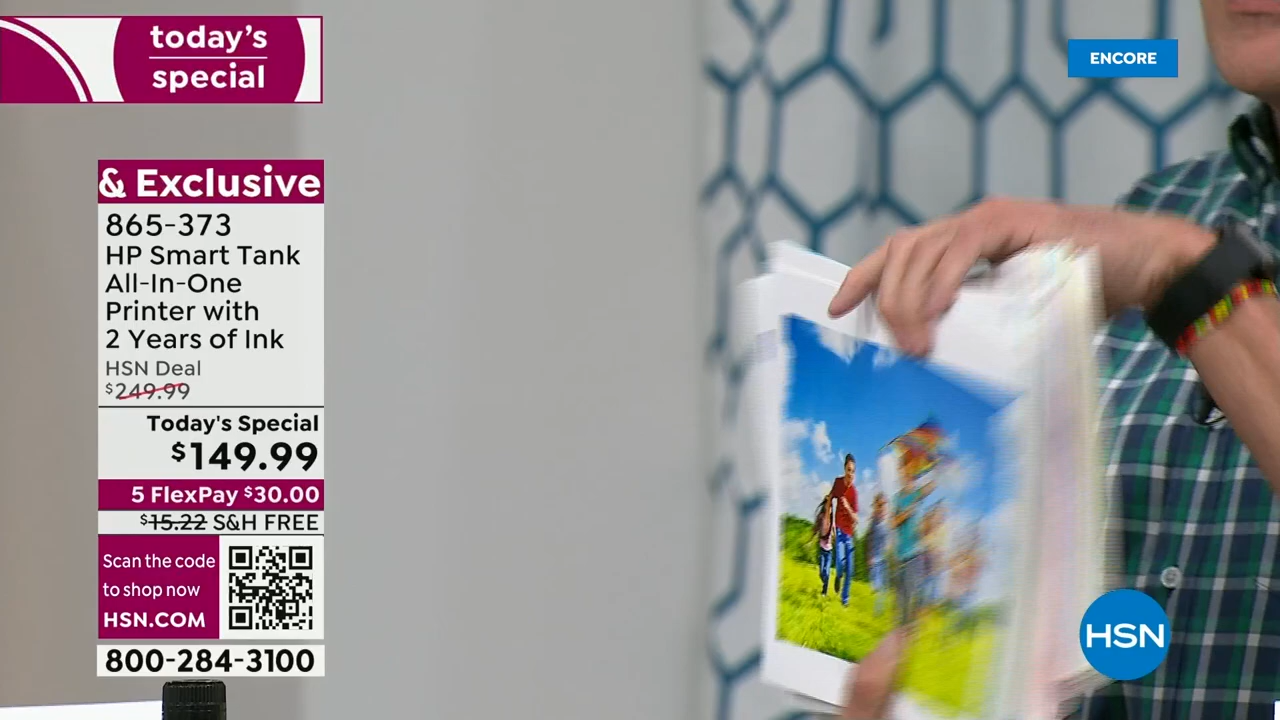 today's
special
ENCORE
& Exclusive
865-373
HP Smart Tank
All-In-One
Printer with
2 Years of Ink
HSN Deal
$249.99
Today's Special
$149.99
5 FlexPay $30.00
$15.22 S&H FREE
Scan the code
to shop now
HSN.COM
800-284-3100
HSN